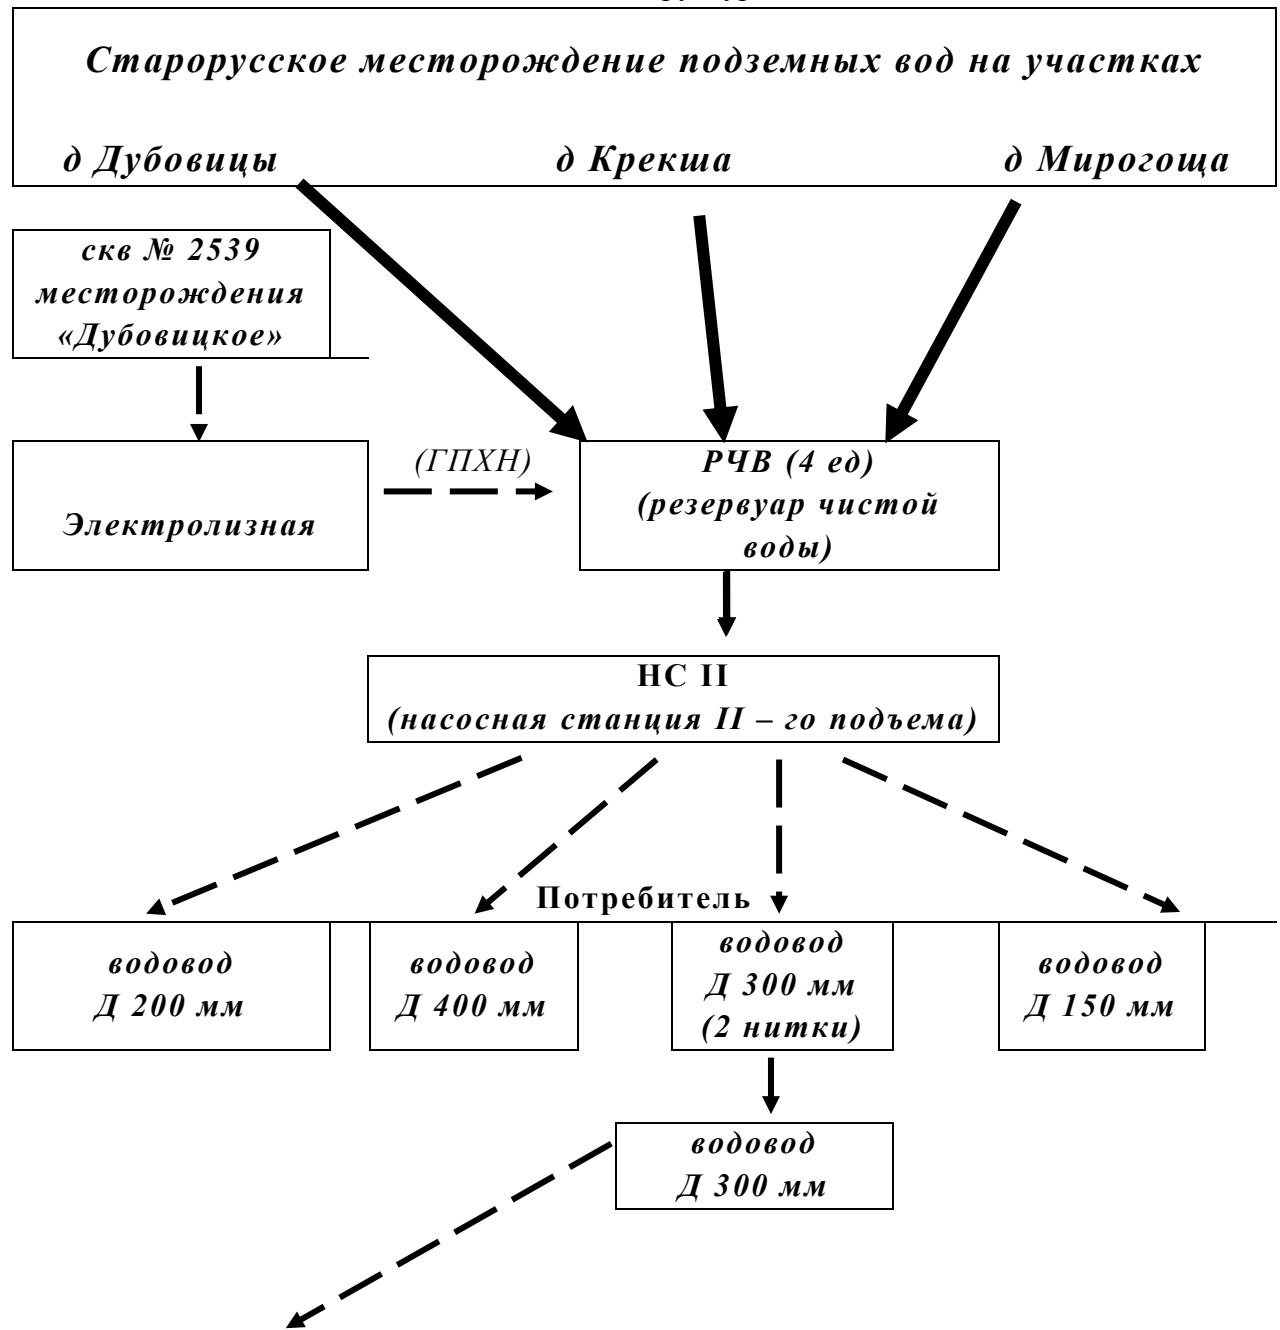 Старорусское месторождение подземных вод на участках
д Дубовицы д Крекша д Мирогоща
скв № 2539
месторождения
«Дубовицкое»
Электролизная
(ГПХН)
РЧВ (4 ед)
(резервуар чистой
воды)
НС II
(насосная станция II – го подъема)
Потребитель
водовод
Д 200 мм
водовод
Д 400 мм
водовод
Д 300 мм
(2 нитки)
водовод
Д 150 мм
водовод
Д 300 мм